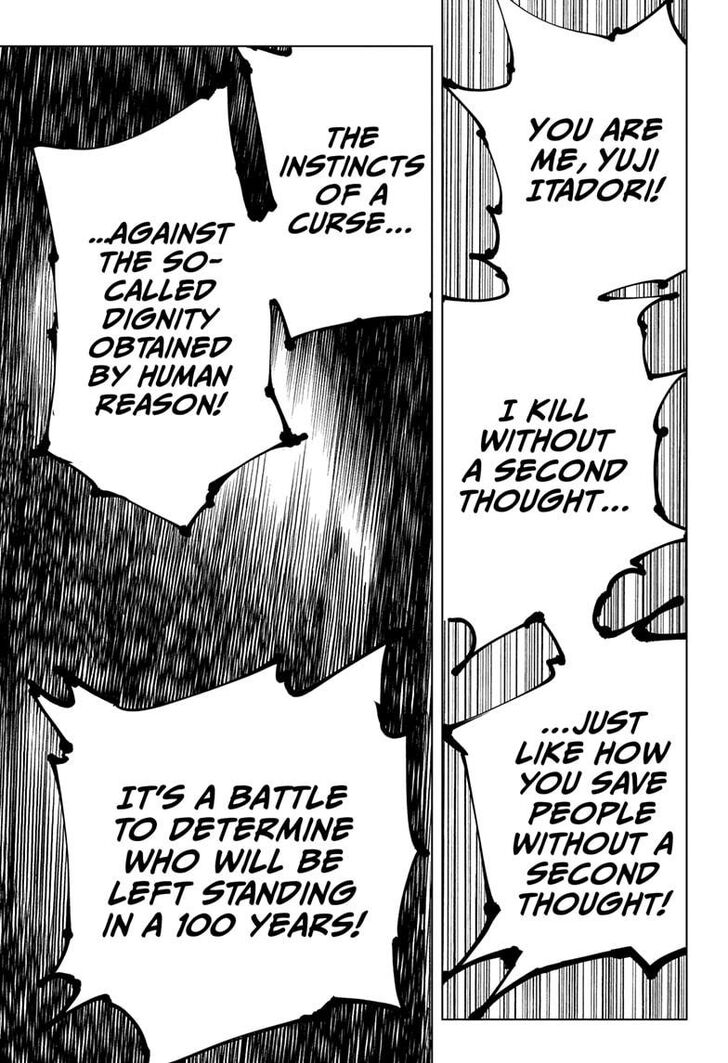 YOU ARE
ME, YUJI
ITADORI!
I KILL
WITHOUT
A SECOND
THOUGHT...
...JUST
LIKE HOW
YOU SAVE
PEOPLE
WITHOUT A
SECOND
THOUGHT!
THE
INSTINCTS
OF A
CURSE...
...AGAINST
THE SO-
CALLED
DIGNITY
OBTAINED
BY HUMAN
REASON!
IT'S A BATTLE
TO DETERMINE
WHO WILL BE
LEFT STANDING
IN A 100 YEARS!